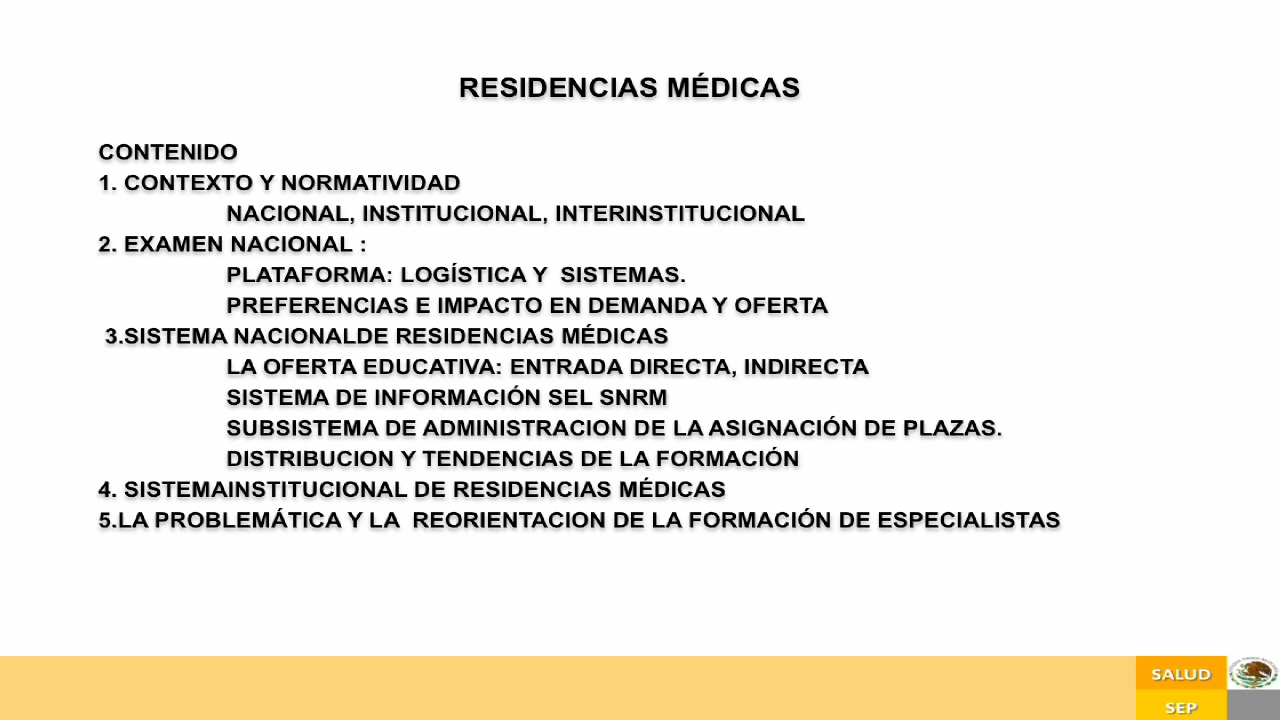 RESIDENCIAS MÉDICAS
CONTENIDO
1. CONTEXTO Y NORMATIVIDAD
NACIONAL, INSTITUCIONAL, INTERINSTITUCIONAL
2. EXAMEN NACIONAL :
PLATAFORMA: LOGÍSTICA Y SISTEMAS.
PREFERENCIAS E IMPACTO EN DEMANDA Y OFERTA
3.SISTEMA NACIONALDE RESIDENCIAS MÉDICAS
LA OFERTA EDUCATIVA: ENTRADA DIRECTA, INDIRECTA
SISTEMA DE INFORMACIÓN SEL SNRM
SUBSISTEMA DE ADMINISTRACION DE LA ASIGNACIÓN DE PLAZAS.
DISTRIBUCION Y TENDENCIAS DE LA FORMACIÓN
4. SISTEMAINSTITUCIONAL DE RESIDENCIAS MÉDICAS
5.LA PROBLEMÁTICA Y LA REORIENTACION DE LA FORMACIÓN DE ESPECIALISTAS
SALUD
SEP